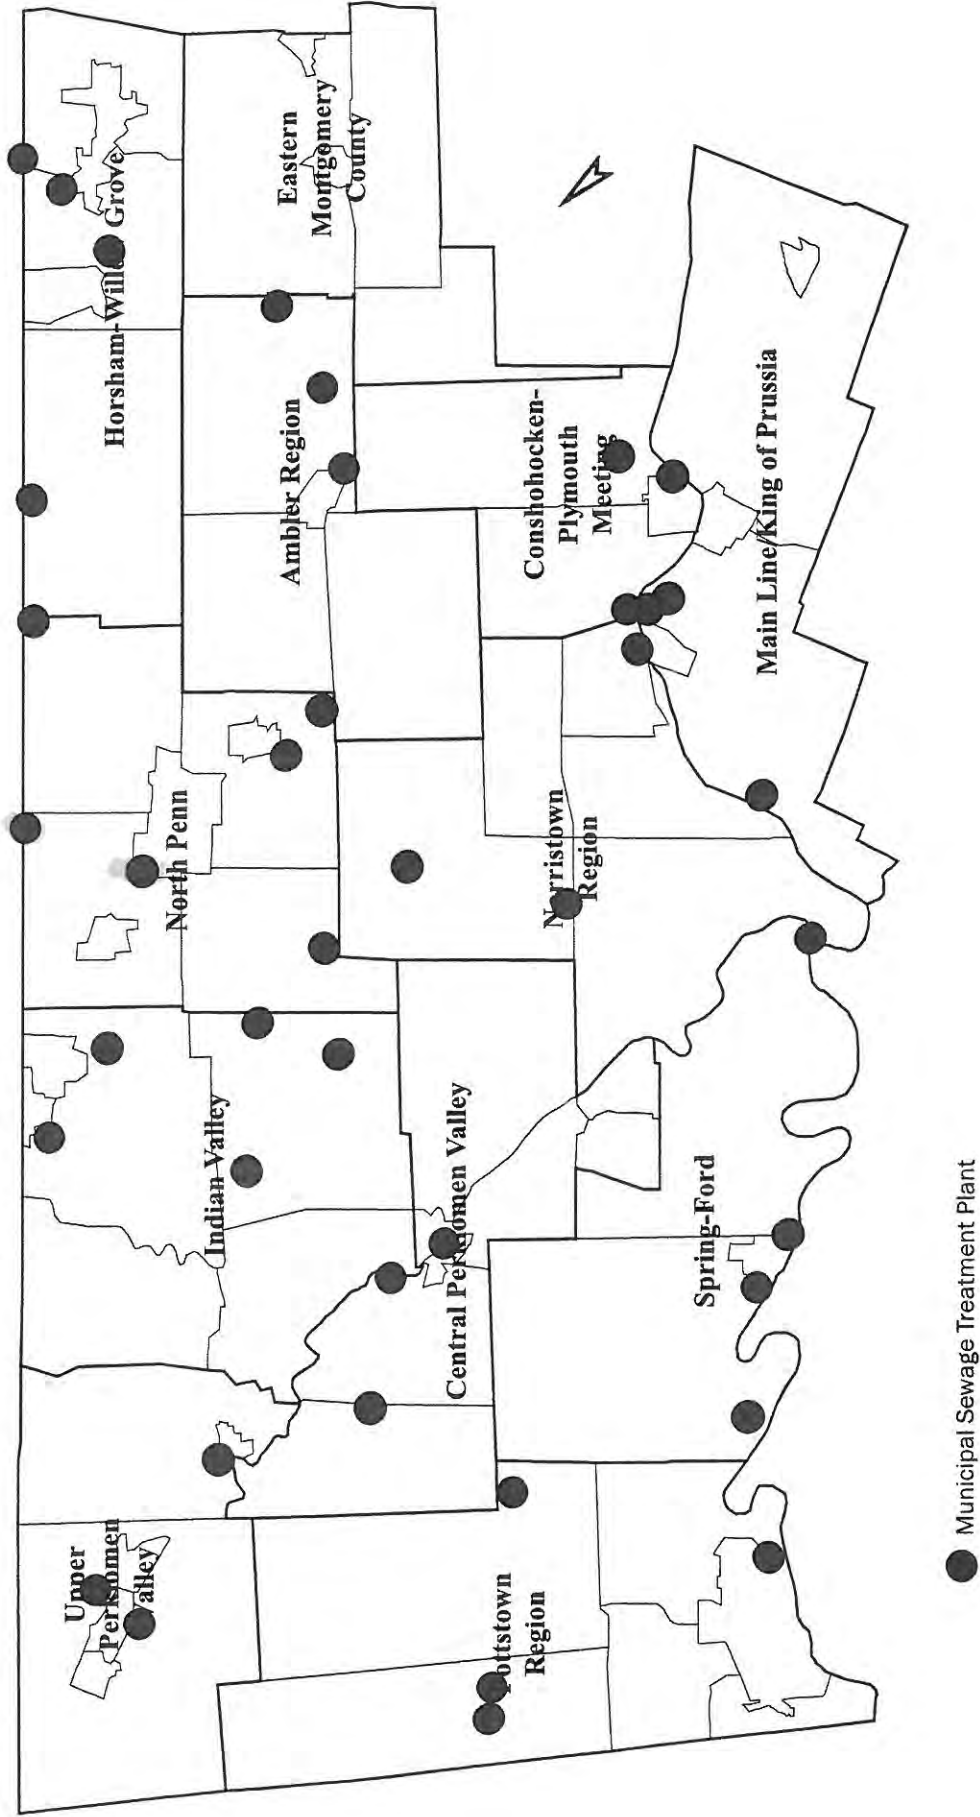 Upper
Perkiomen
Valley
Horsham-Willow Grove
North Penn
Indian Valley
Eastern
Montgomery
County
Ambler Region
Central Perkiomen Valley
Pottstown
Region
Conshohocken-
Plymouth
Meeting
Norristown
Region
Spring-Ford
Main Line/King of Prussia
Municipal Sewage Treatment Plant